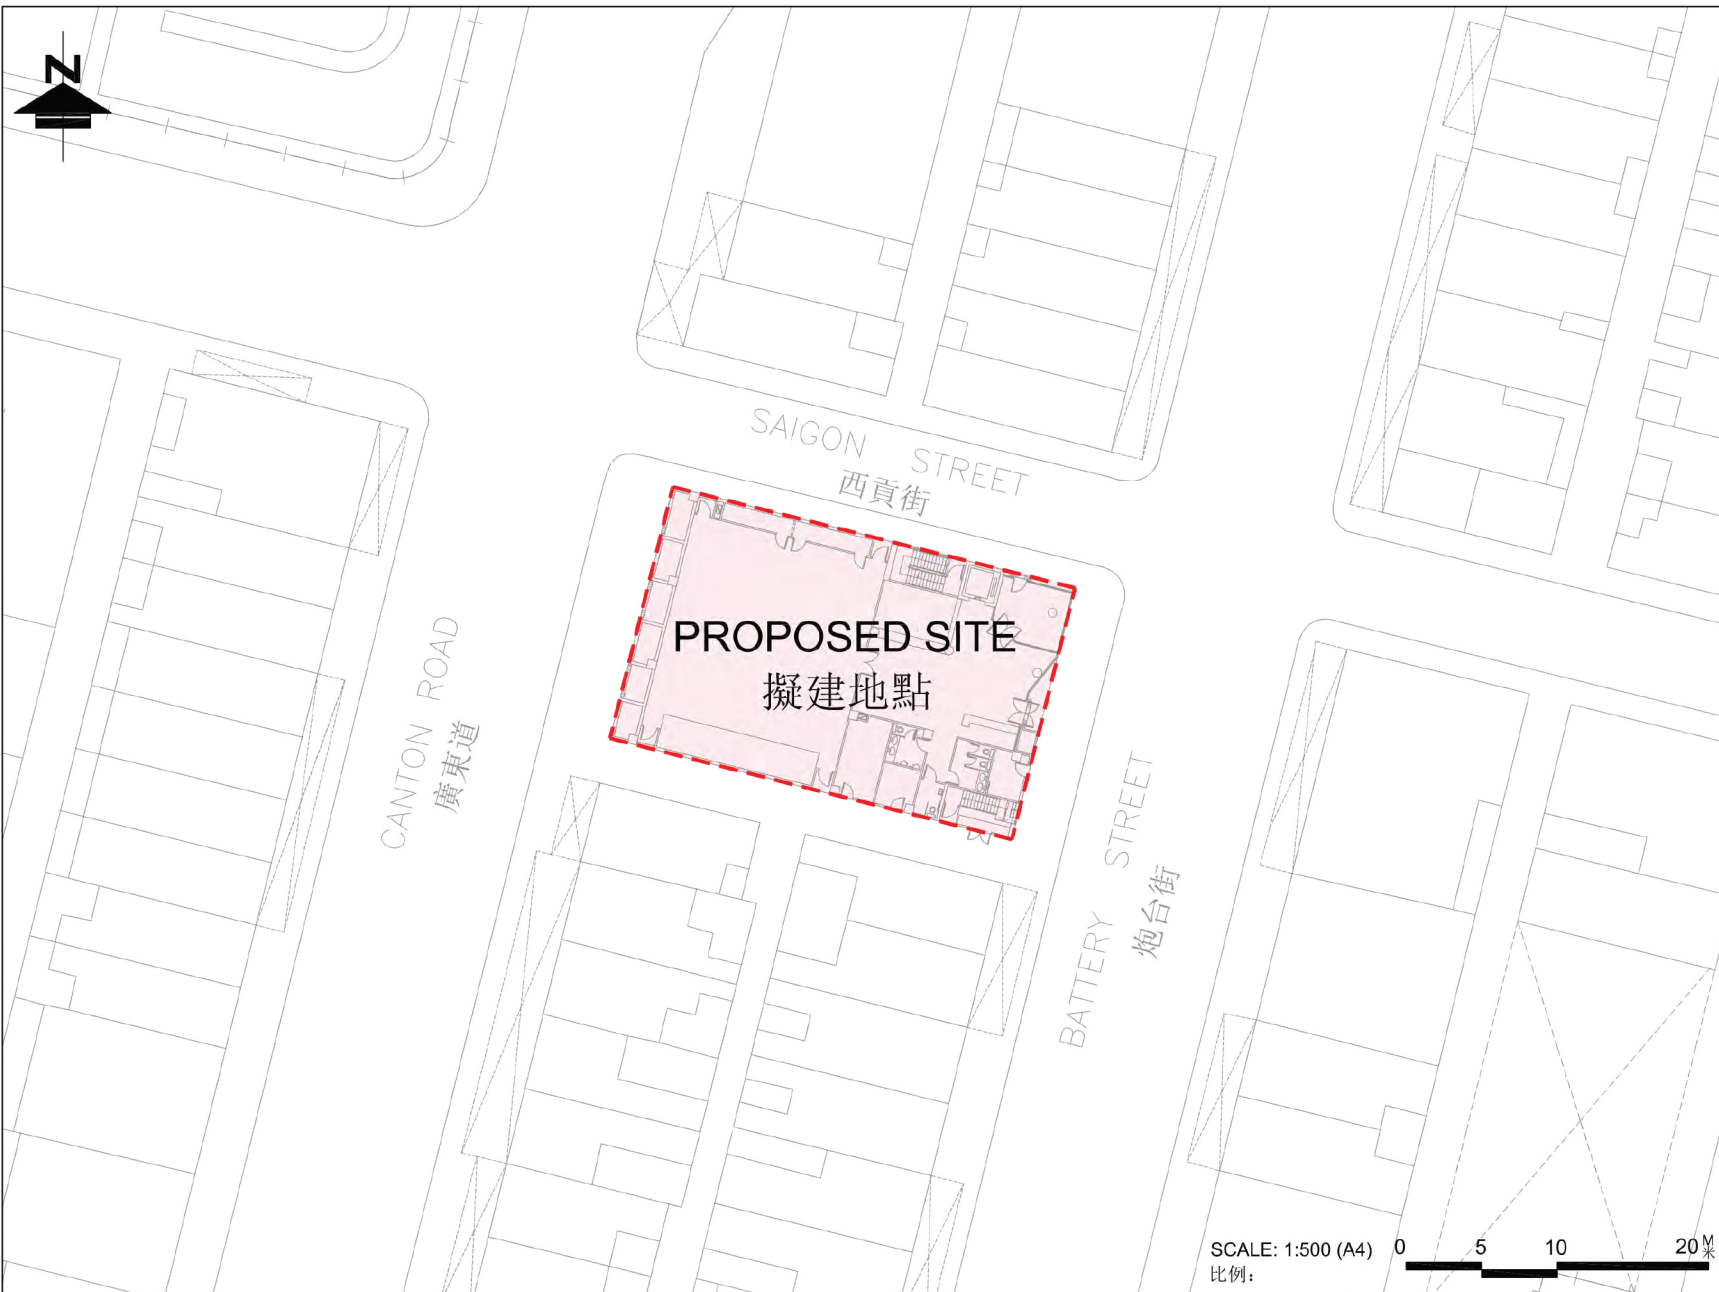 N
SAIGON STREET
西貢街
PROPOSED SITE
擬建地點
CANTON ROAD
廣東道
BATTERY STREET
炮台街
SCALE: 1:500 (A4)
比例：
0 5 10 20 M
米